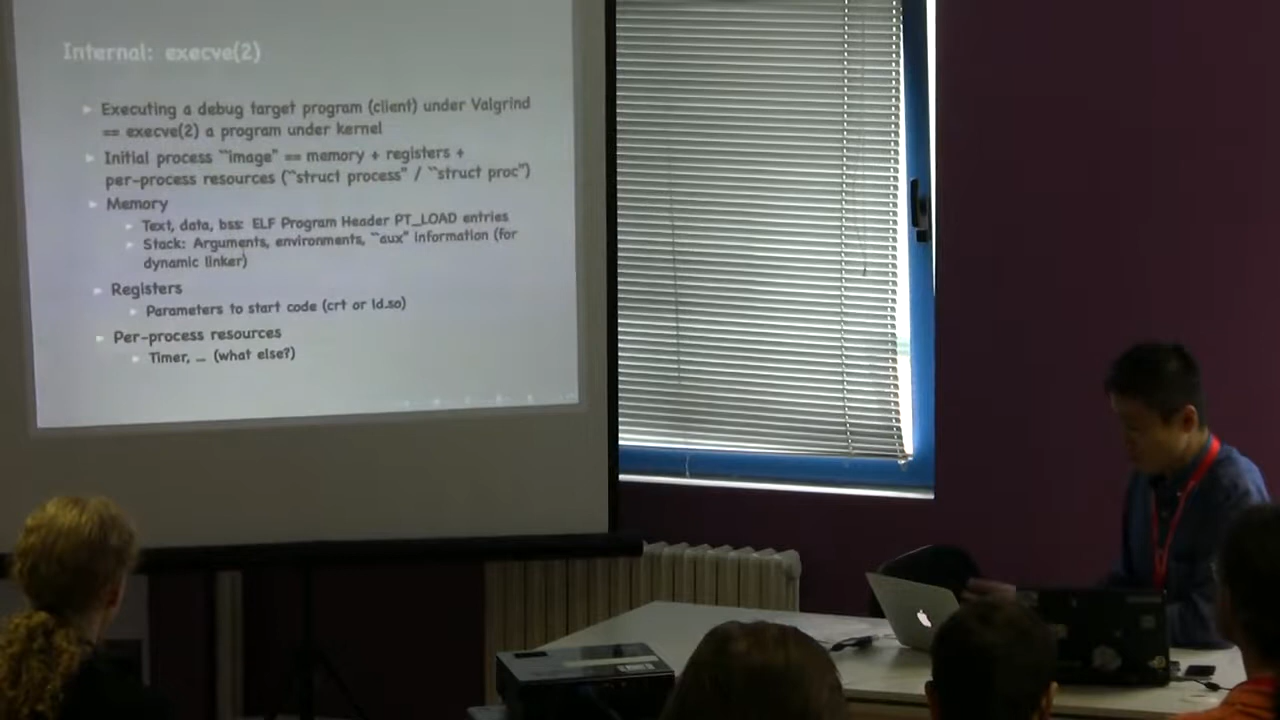 Internal: execve(2)
Executing a debug target program (client) under Valgrind
== execve(2) a program under kernel
Initial process ``image" == memory + registers +
per-process resources (``struct process" / ``struct proc")
Memory
Text, data, bss: ELF Program Header PT_LOAD entries
Stack: Arguments, environments, ``aux" information (for
dynamic linker)
Registers
Parameters to start code (crt or ld.so)
Per-process resources
Timer, ... (what else?)